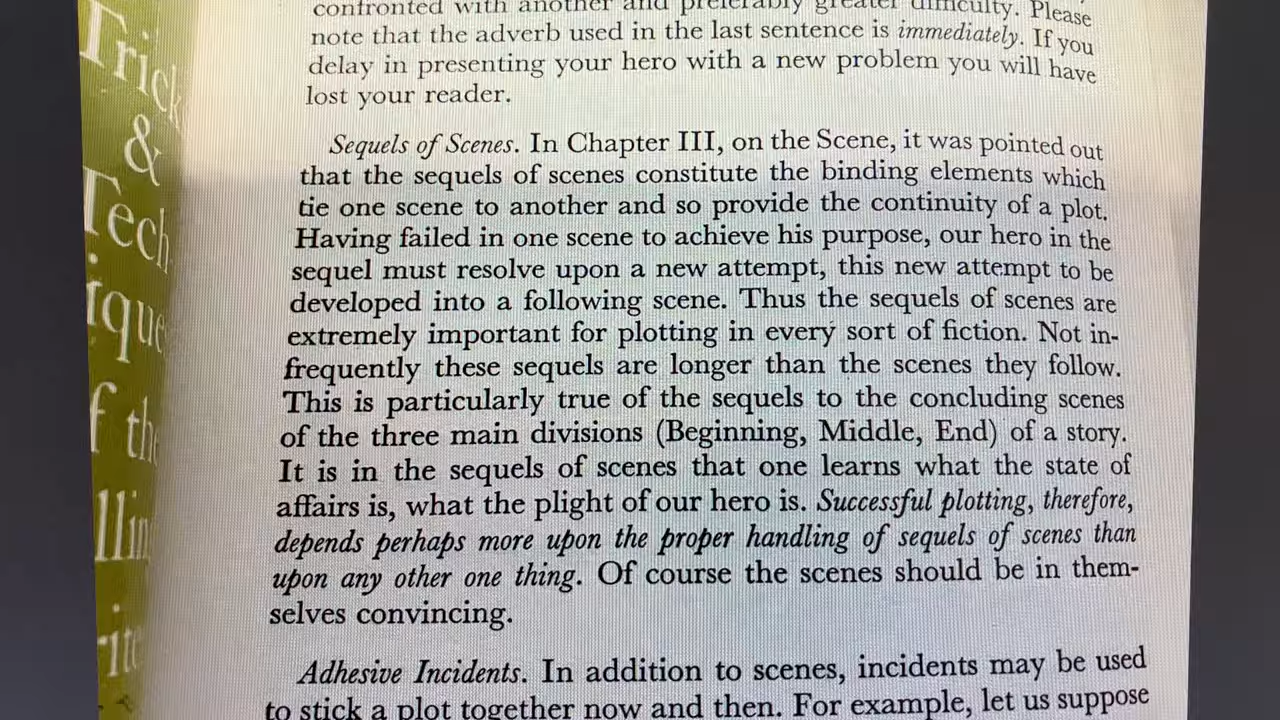 Trick
&
Tech
ique
f the
llin
rite
confronted with another and preferably greater difficulty. Please
note that the adverb used in the last sentence is immediately. If you
delay in presenting your hero with a new problem you will have
lost your reader.
Sequels of Scenes. In Chapter III, on the Scene, it was pointed out
that the sequels of scenes constitute the binding elements which
tie one scene to another and so provide the continuity of a plot.
Having failed in one scene to achieve his purpose, our hero in the
sequel must resolve upon a new attempt, this new attempt to be
developed into a following scene. Thus the sequels of scenes are
extremely important for plotting in every sort of fiction. Not in-
frequently these sequels are longer than the scenes they follow.
This is particularly true of the sequels to the concluding scenes
of the three main divisions (Beginning, Middle, End) of a story.
It is in the sequels of scenes that one learns what the state of
affairs is, what the plight of our hero is. Successful plotting, therefore,
depends perhaps more upon the proper handling of sequels of scenes than
upon any other one thing. Of course the scenes should be in them-
selves convincing.
Adhesive Incidents. In addition to scenes, incidents may be used
to stick a plot together now and then. For example, let us suppose